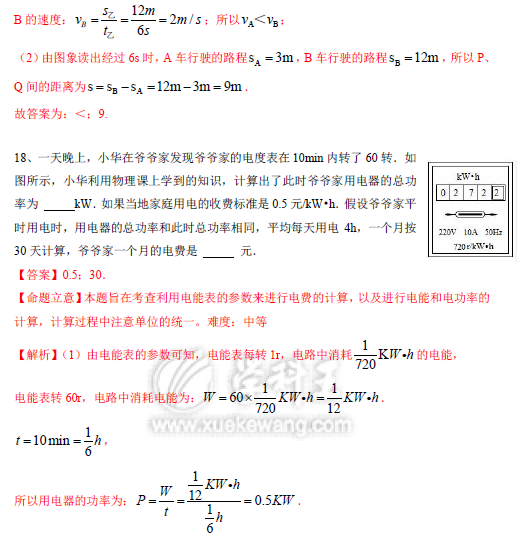 B 的速度：v_B = s乙/t乙 = 12m/6s = 2m/s；所以 v_A＜v_B；
（2）由图象读出经过 6s 时，A 车行驶的路程 s_A = 3m，B 车行驶的路程 s_B = 12m，所以 P、
Q 间的距离为 s = s_B − s_A = 12m − 3m = 9m．
故答案为：＜；9．
18、一天晚上，小华在爷爷家发现爷爷家的电度表在 10min 内转了 60 转．如
图所示，小华利用物理课上学到的知识，计算出了此时爷爷家用电器的总功
率为 _____kW．如果当地家庭用电的收费标准是 0.5 元/kW•h．假设爷爷家平
时用电时，用电器的总功率和此时总功率相同，平均每天用电 4h，一个月按
30 天计算，爷爷家一个月的电费是 _____ 元．
kW•h
0 2 7 2 2
220V 10A 50Hz
720r/kW•h
【答案】0.5；30．
【命题立意】本题旨在考查利用电能表的参数来进行电费的计算，以及进行电能和电功率的
计算，计算过程中注意单位的统一。难度：中等
【解析】（1）由电能表的参数可知，电能表每转 1r，电路中消耗 1/720 KW•h 的电能，
电能表转 60r，电路中消耗电能为：W = 60 × 1/720 KW•h = 1/12 KW•h．
t = 10min = 1/6 h，
所以用电器的功率为：P = W/t = (1/12 KW•h)/(1/6 h) = 0.5KW．
学科王
www.xuekewang.com